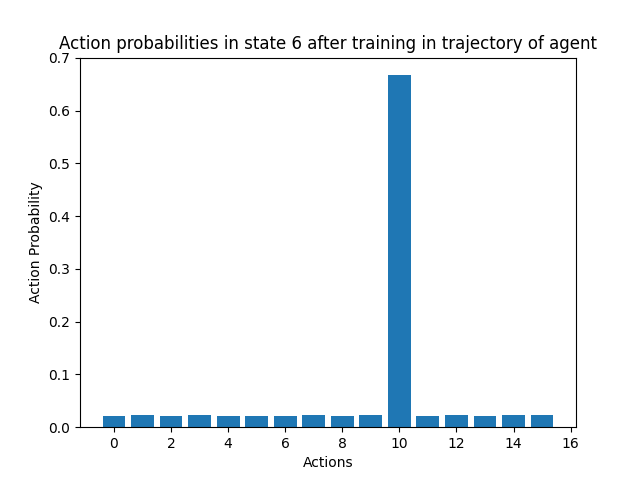 Action probabilities in state 6 after training in trajectory of agent
0.7
0.6
0.5
0.4
0.3
0.2
0.1
0.0
Action Probability
0 2 4 6 8 10 12 14 16
Actions